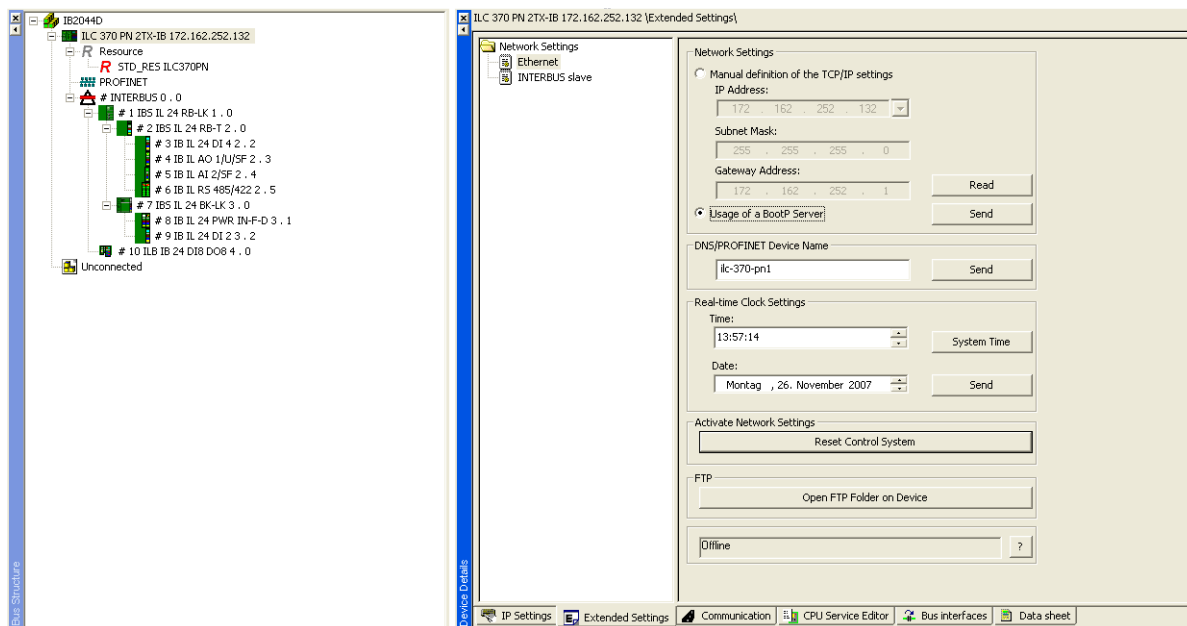 IB2044D
ILC 370 PN 2TX-IB 172.162.252.132
R Resource
R STD_RES ILC370PN
PROFINET
# INTERBUS 0 . 0
# 1 IBS IL 24 RB-LK 1 . 0
# 2 IBS IL 24 RB-T 2 . 0
# 3 IB IL 24 DI 4 2 . 2
# 4 IB IL AO 1/U/SF 2 . 3
# 5 IB IL AI 2/SF 2 . 4
# 6 IB IL RS 485/422 2 . 5
# 7 IBS IL 24 BK-LK 3 . 0
# 8 IB IL 24 PWR IN-F-D 3 . 1
# 9 IB IL 24 DI 2 3 . 2
# 10 ILB IB 24 DI8 DO8 4 . 0
Unconnected
Bus Structure
ILC 370 PN 2TX-IB 172.162.252.132 \Extended Settings\
Network Settings
Ethernet
INTERBUS slave
Network Settings
Manual definition of the TCP/IP settings
IP Address:
172 . 162 . 252 . 132
Subnet Mask:
255 . 255 . 255 . 0
Gateway Address:
172 . 162 . 252 . 1
Read
Usage of a BootP Server
Send
DNS/PROFINET Device Name
ilc-370-pn1
Send
Real-time Clock Settings
Time:
13:57:14
System Time
Date:
Montag , 26. November 2007
Send
Activate Network Settings
Reset Control System
FTP
Open FTP Folder on Device
Offline
?
Device Details
IP Settings
Extended Settings
Communication
CPU Service Editor
Bus interfaces
Data sheet